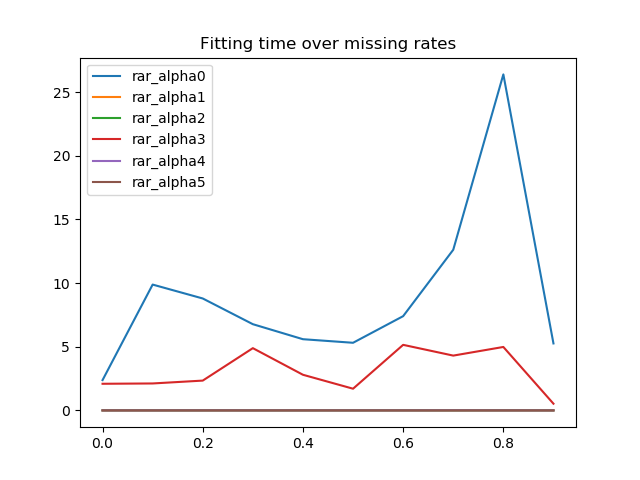 Fitting time over missing rates
rar_alpha0
rar_alpha1
rar_alpha2
rar_alpha3
rar_alpha4
rar_alpha5
25
20
15
10
5
0
0.0 0.2 0.4 0.6 0.8